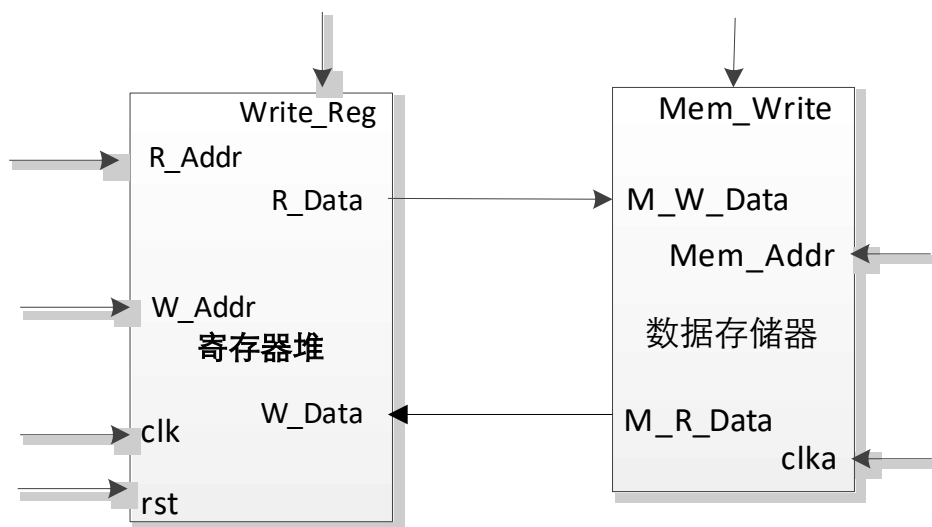 Write_Reg
R_Addr
R_Data
W_Addr
寄存器堆
W_Data
clk
rst
Mem_Write
M_W_Data
Mem_Addr
数据存储器
M_R_Data
clka